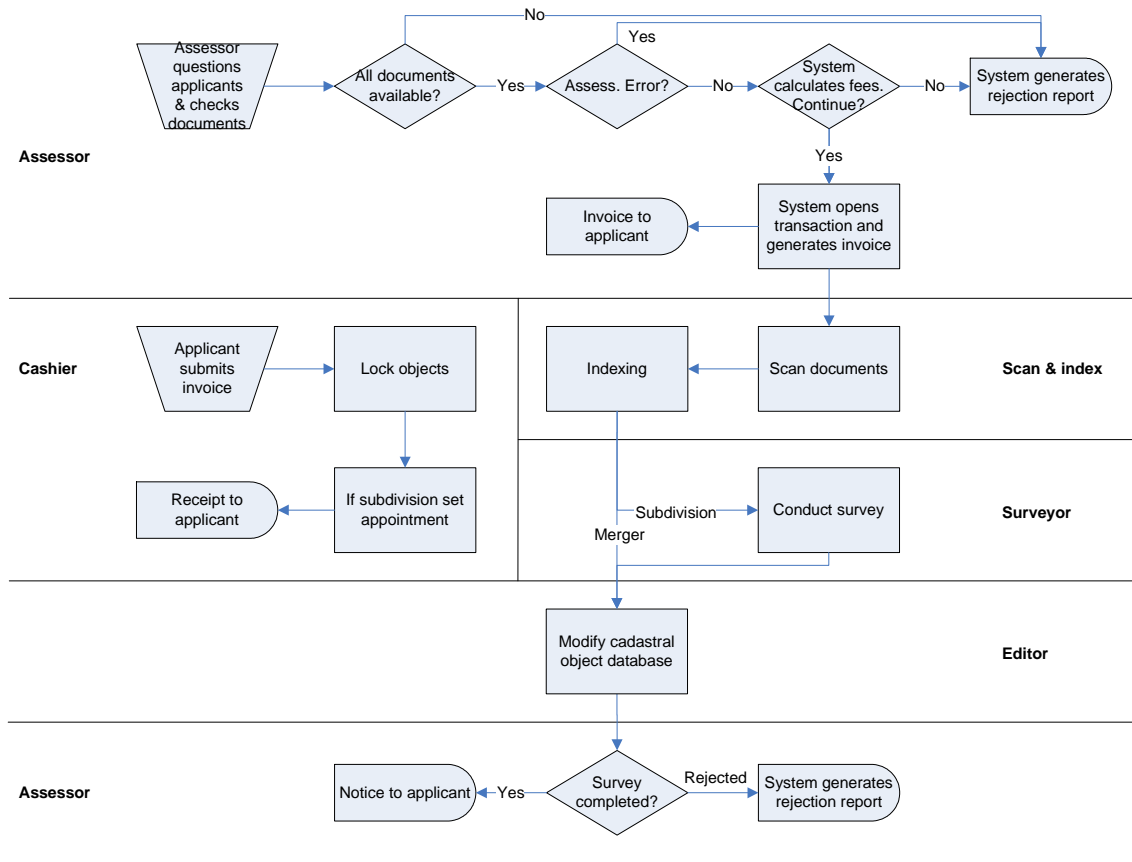 No
Yes
Assessor
questions
applicants
& checks
documents
All documents
available?
Yes
Assess. Error?
No
System
calculates fees.
Continue?
No
System generates
rejection report
Assessor
Yes
Invoice to
applicant
System opens
transaction and
generates invoice
Cashier
Applicant
submits
invoice
Lock objects
Indexing
Scan documents
Scan & index
Receipt to
applicant
If subdivision set
appointment
Subdivision
Conduct survey
Surveyor
Merger
Modify cadastral
object database
Editor
Assessor
Notice to applicant
Yes
Survey
completed?
Rejected
System generates
rejection report